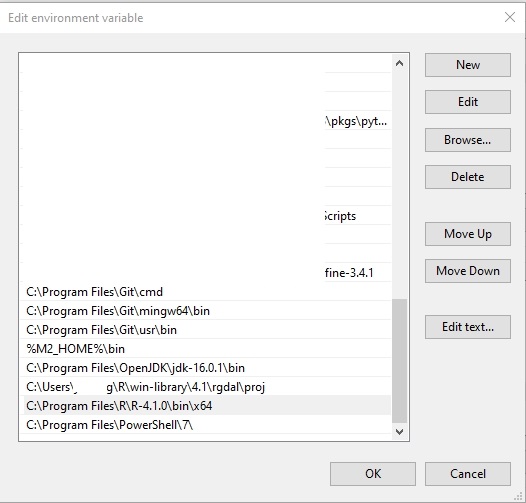 Edit environment variable
\pkgs\pyt...
Scripts
fine-3.4.1
C:\Program Files\Git\cmd
C:\Program Files\Git\mingw64\bin
C:\Program Files\Git\usr\bin
%M2_HOME%\bin
C:\Program Files\OpenJDK\jdk-16.0.1\bin
C:\Users\ g\R\win-library\4.1\rgdal\proj
C:\Program Files\R\R-4.1.0\bin\x64
C:\Program Files\PowerShell\7\
New
Edit
Browse...
Delete
Move Up
Move Down
Edit text...
OK
Cancel